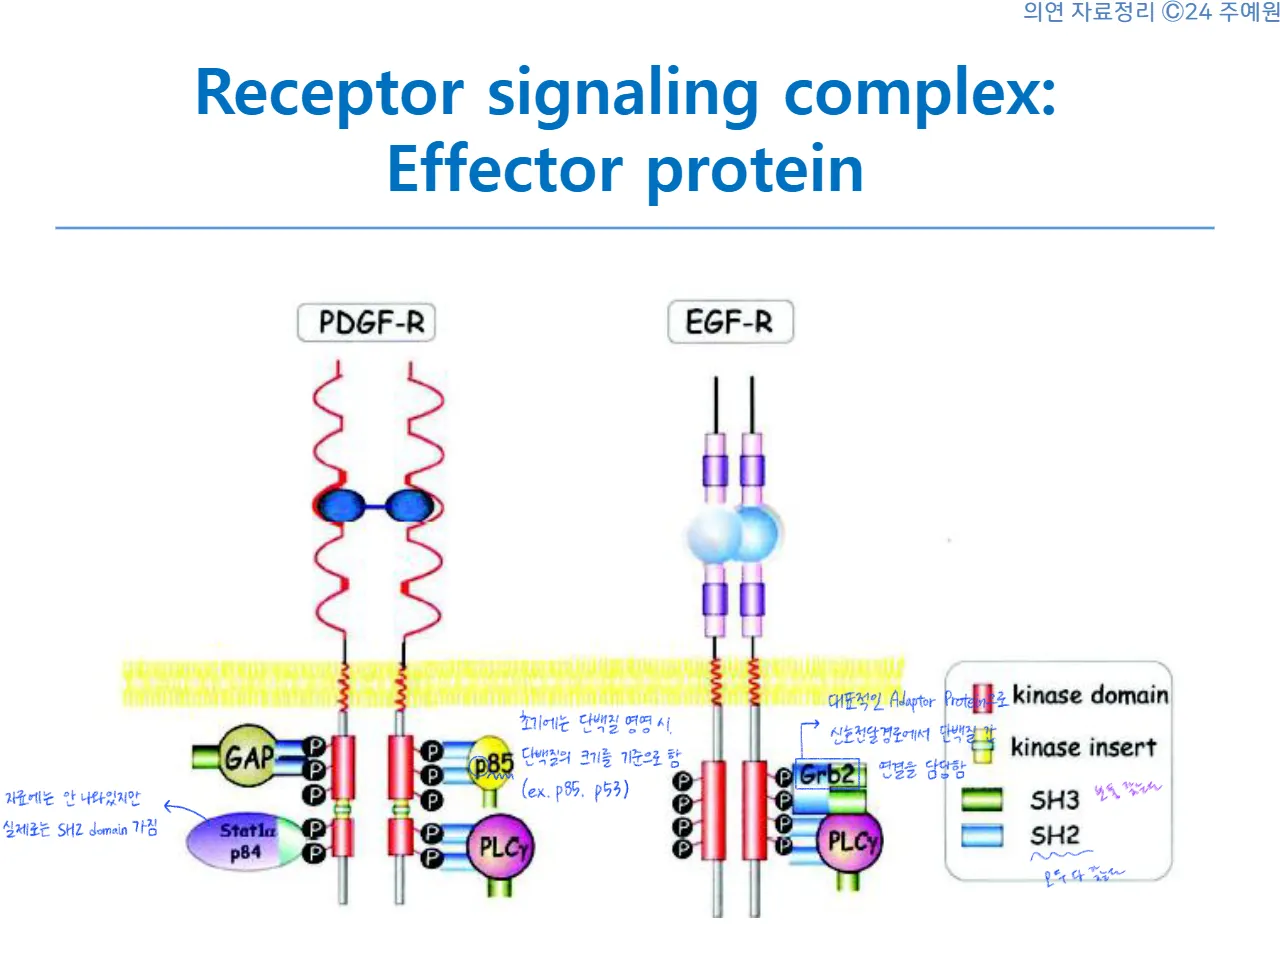 의연 자료정리 ©24 주예원
Receptor signaling complex:
Effector protein
PDGF-R
EGF-R
kinase domain
kinase insert
SH3
SH2
모두 다
대표적인 Adaptor Protein으로
신호전달경로에서 단백질 간
연결을 담당함
Grb2
PLCγ
P
P
P
P
P
P
P
P
초기에는 단백질 명명 시,
단백질의 크기를 기준으로 함
(ex. p85, p53)
GAP
p85
Stat1α
p84
PLCγ
P
P
P
P
P
P
P
P
P
P
자료에는 안 나와있지만
실제로는 SH2 domain 가짐